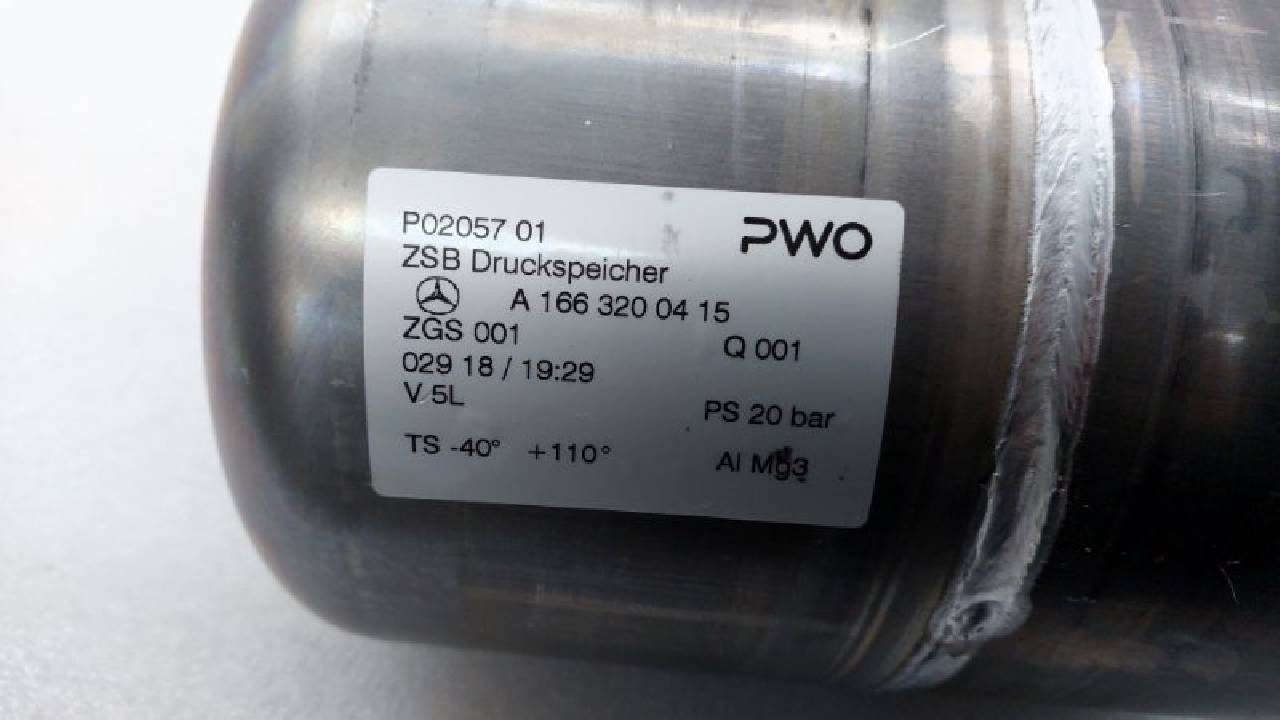 P02057 01
PWO
ZSB Druckspeicher
A 166 320 04 15
ZGS 001
Q 001
029 18 / 19:29
V 5L
PS 20 bar
TS -40° +110°
Al Mg3